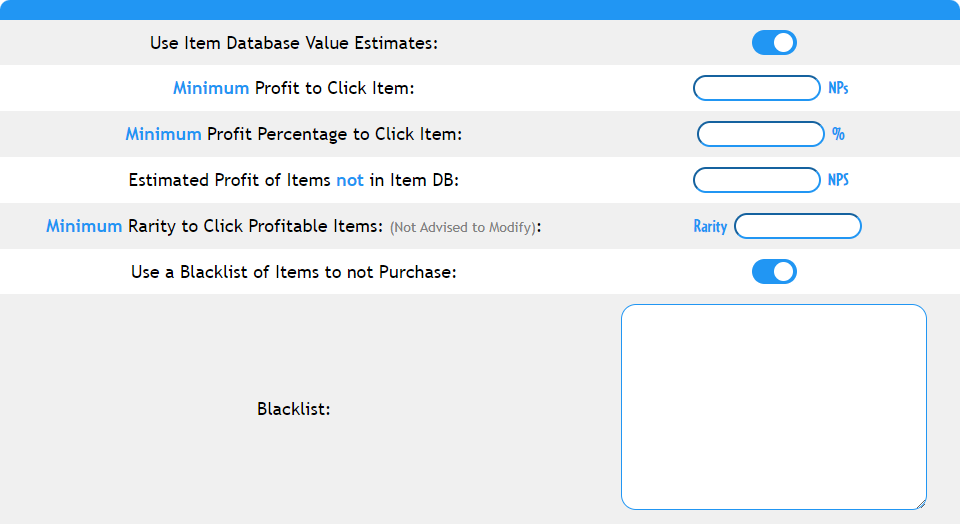 Use Item Database Value Estimates:
Minimum Profit to Click Item: NPs
Minimum Profit Percentage to Click Item: %
Estimated Profit of Items not in Item DB: NPS
Minimum Rarity to Click Profitable Items: (Not Advised to Modify): Rarity
Use a Blacklist of Items to not Purchase:
Blacklist: